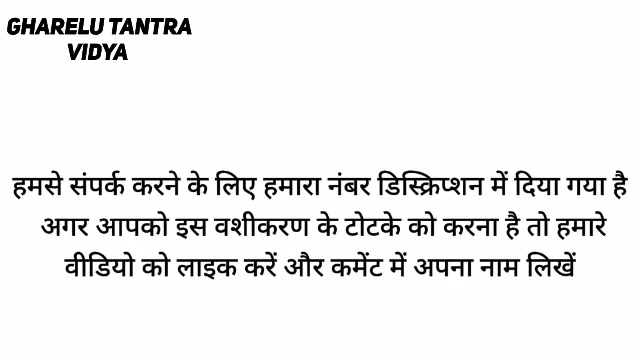 GHARELU TANTRA
VIDYA
हमसे संपर्क करने के लिए हमारा नंबर डिस्क्रिप्शन में दिया गया है
अगर आपको इस वशीकरण के टोटके को करना है तो हमारे
वीडियो को लाइक करें और कमेंट में अपना नाम लिखें